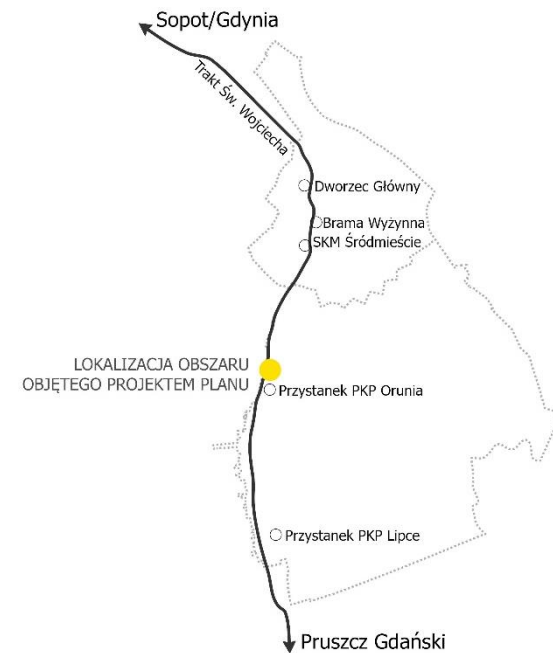 Sopot/Gdynia
Trakt Św. Wojciecha
Dworzec Główny
Brama Wyżynna
SKM Śródmieście
LOKALIZACJA OBSZARU
OBJĘTEGO PROJEKTEM PLANU
Przystanek PKP Orunia
Przystanek PKP Lipce
Pruszcz Gdański